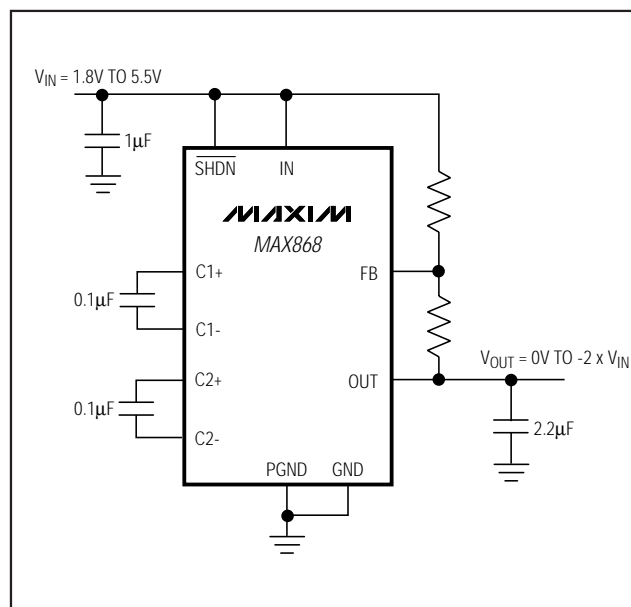 V_IN = 1.8V TO 5.5V
1µF
SHDN
IN
MAXIM
MAX868
C1+
FB
0.1µF
C1-
C2+
OUT
V_OUT = 0V TO -2 x V_IN
0.1µF
C2-
2.2µF
PGND
GND